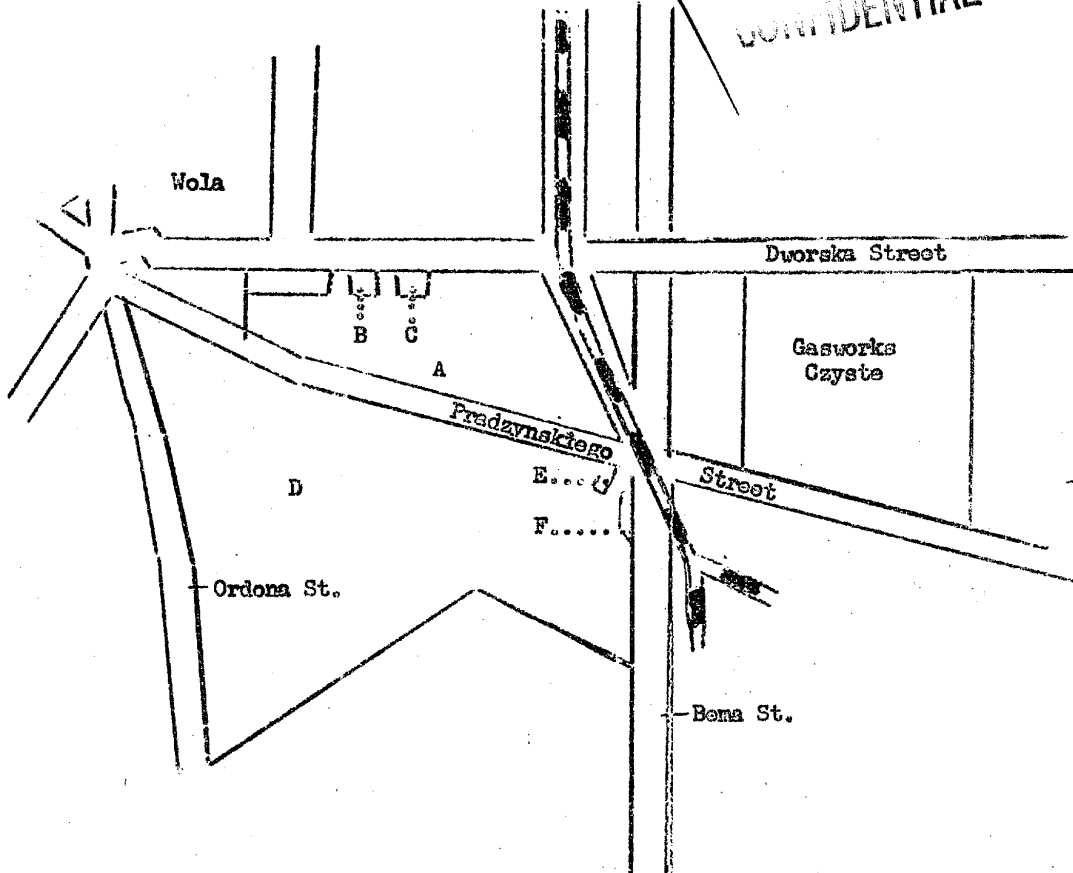 CONFIDENTIAL
Wola
Dworska Street
B
C
Gasworks
Czyste
A
Pradzynskiego
Street
E....
D
F.....
Ordona St.
Bema St.